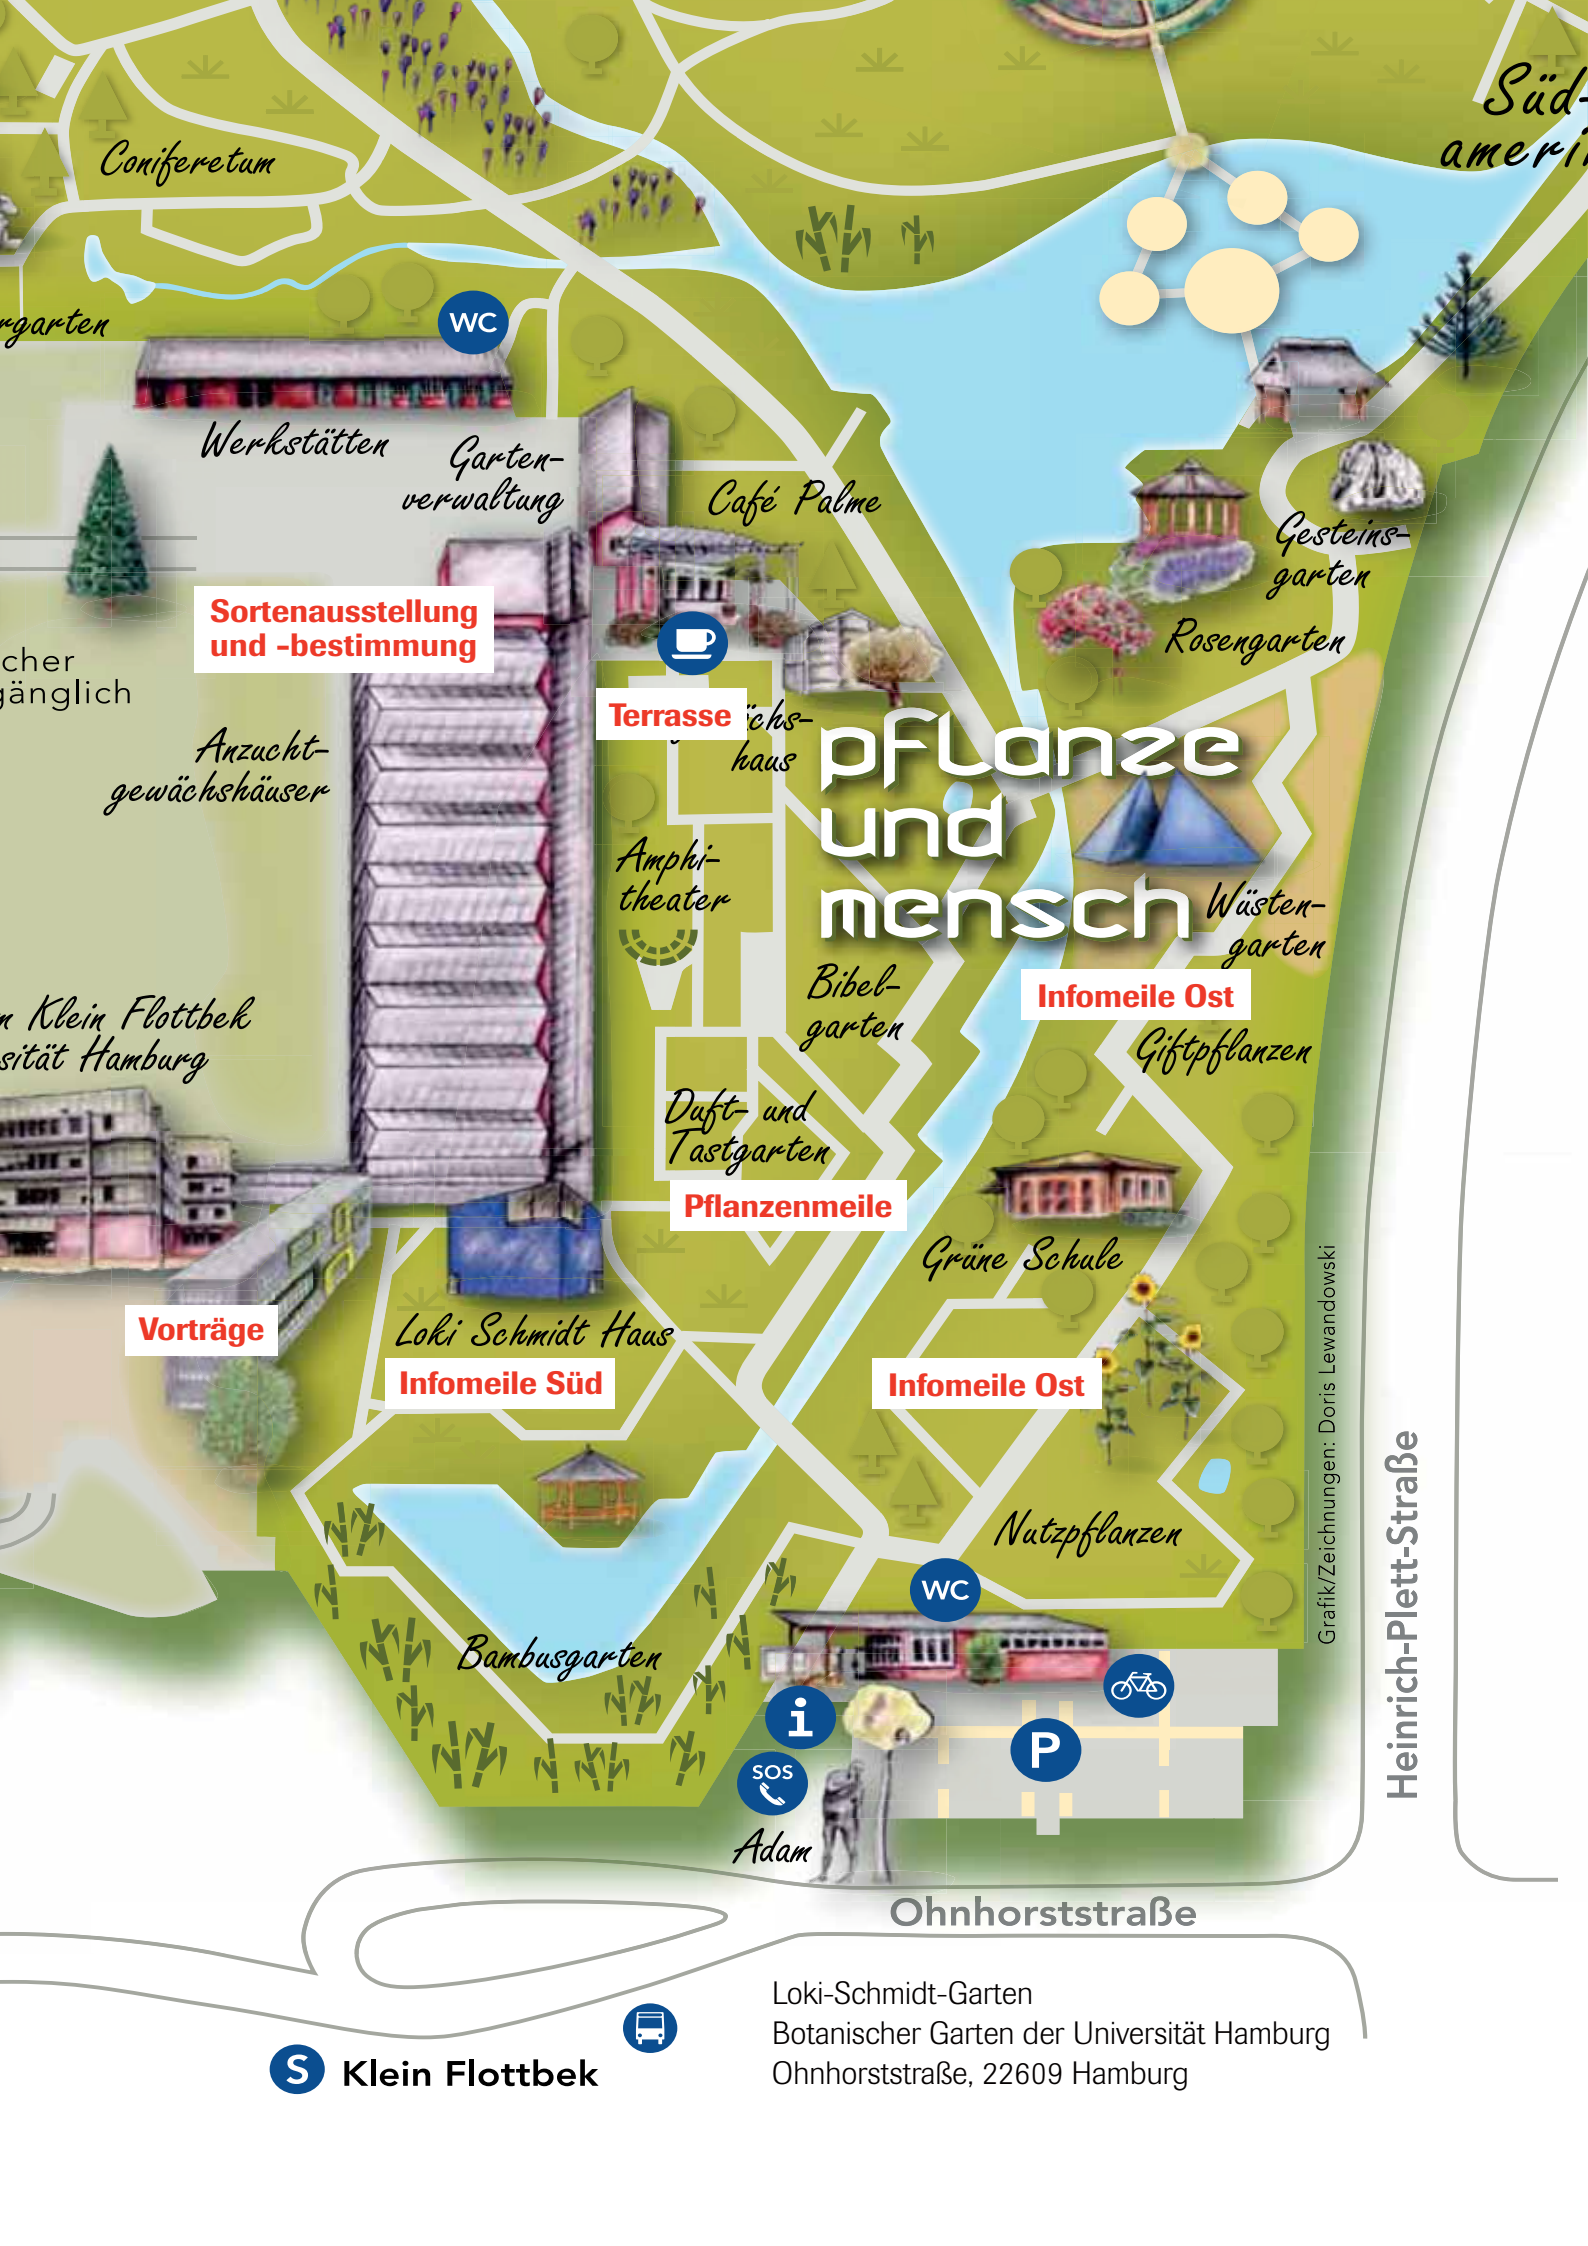 Süd-
ameri
Coniferetum
rgarten
WC
Werkstätten
Garten-
verwaltung
Café Palme
Gesteins-
garten
Sortenausstellung
und -bestimmung
Rosengarten
cher
gänglich
Terrasse
chs-
haus
Anzucht-
gewächshäuser
pflanze
und
mensch
Amphi-
theater
Wüsten-
garten
Bibel-
garten
Infomeile Ost
Giftpflanzen
m Klein Flottbek
sität Hamburg
Duft- und
Tastgarten
Pflanzenmeile
Grüne Schule
Vorträge
Loki Schmidt Haus
Infomeile Süd
Infomeile Ost
Nutzpflanzen
Grafik/Zeichnungen: Doris Lewandowski
Heinrich-Plett-Straße
WC
Bambusgarten
i
P
SOS
Adam
Ohnhorststraße
Loki-Schmidt-Garten
Botanischer Garten der Universität Hamburg
Ohnhorststraße, 22609 Hamburg
S Klein Flottbek